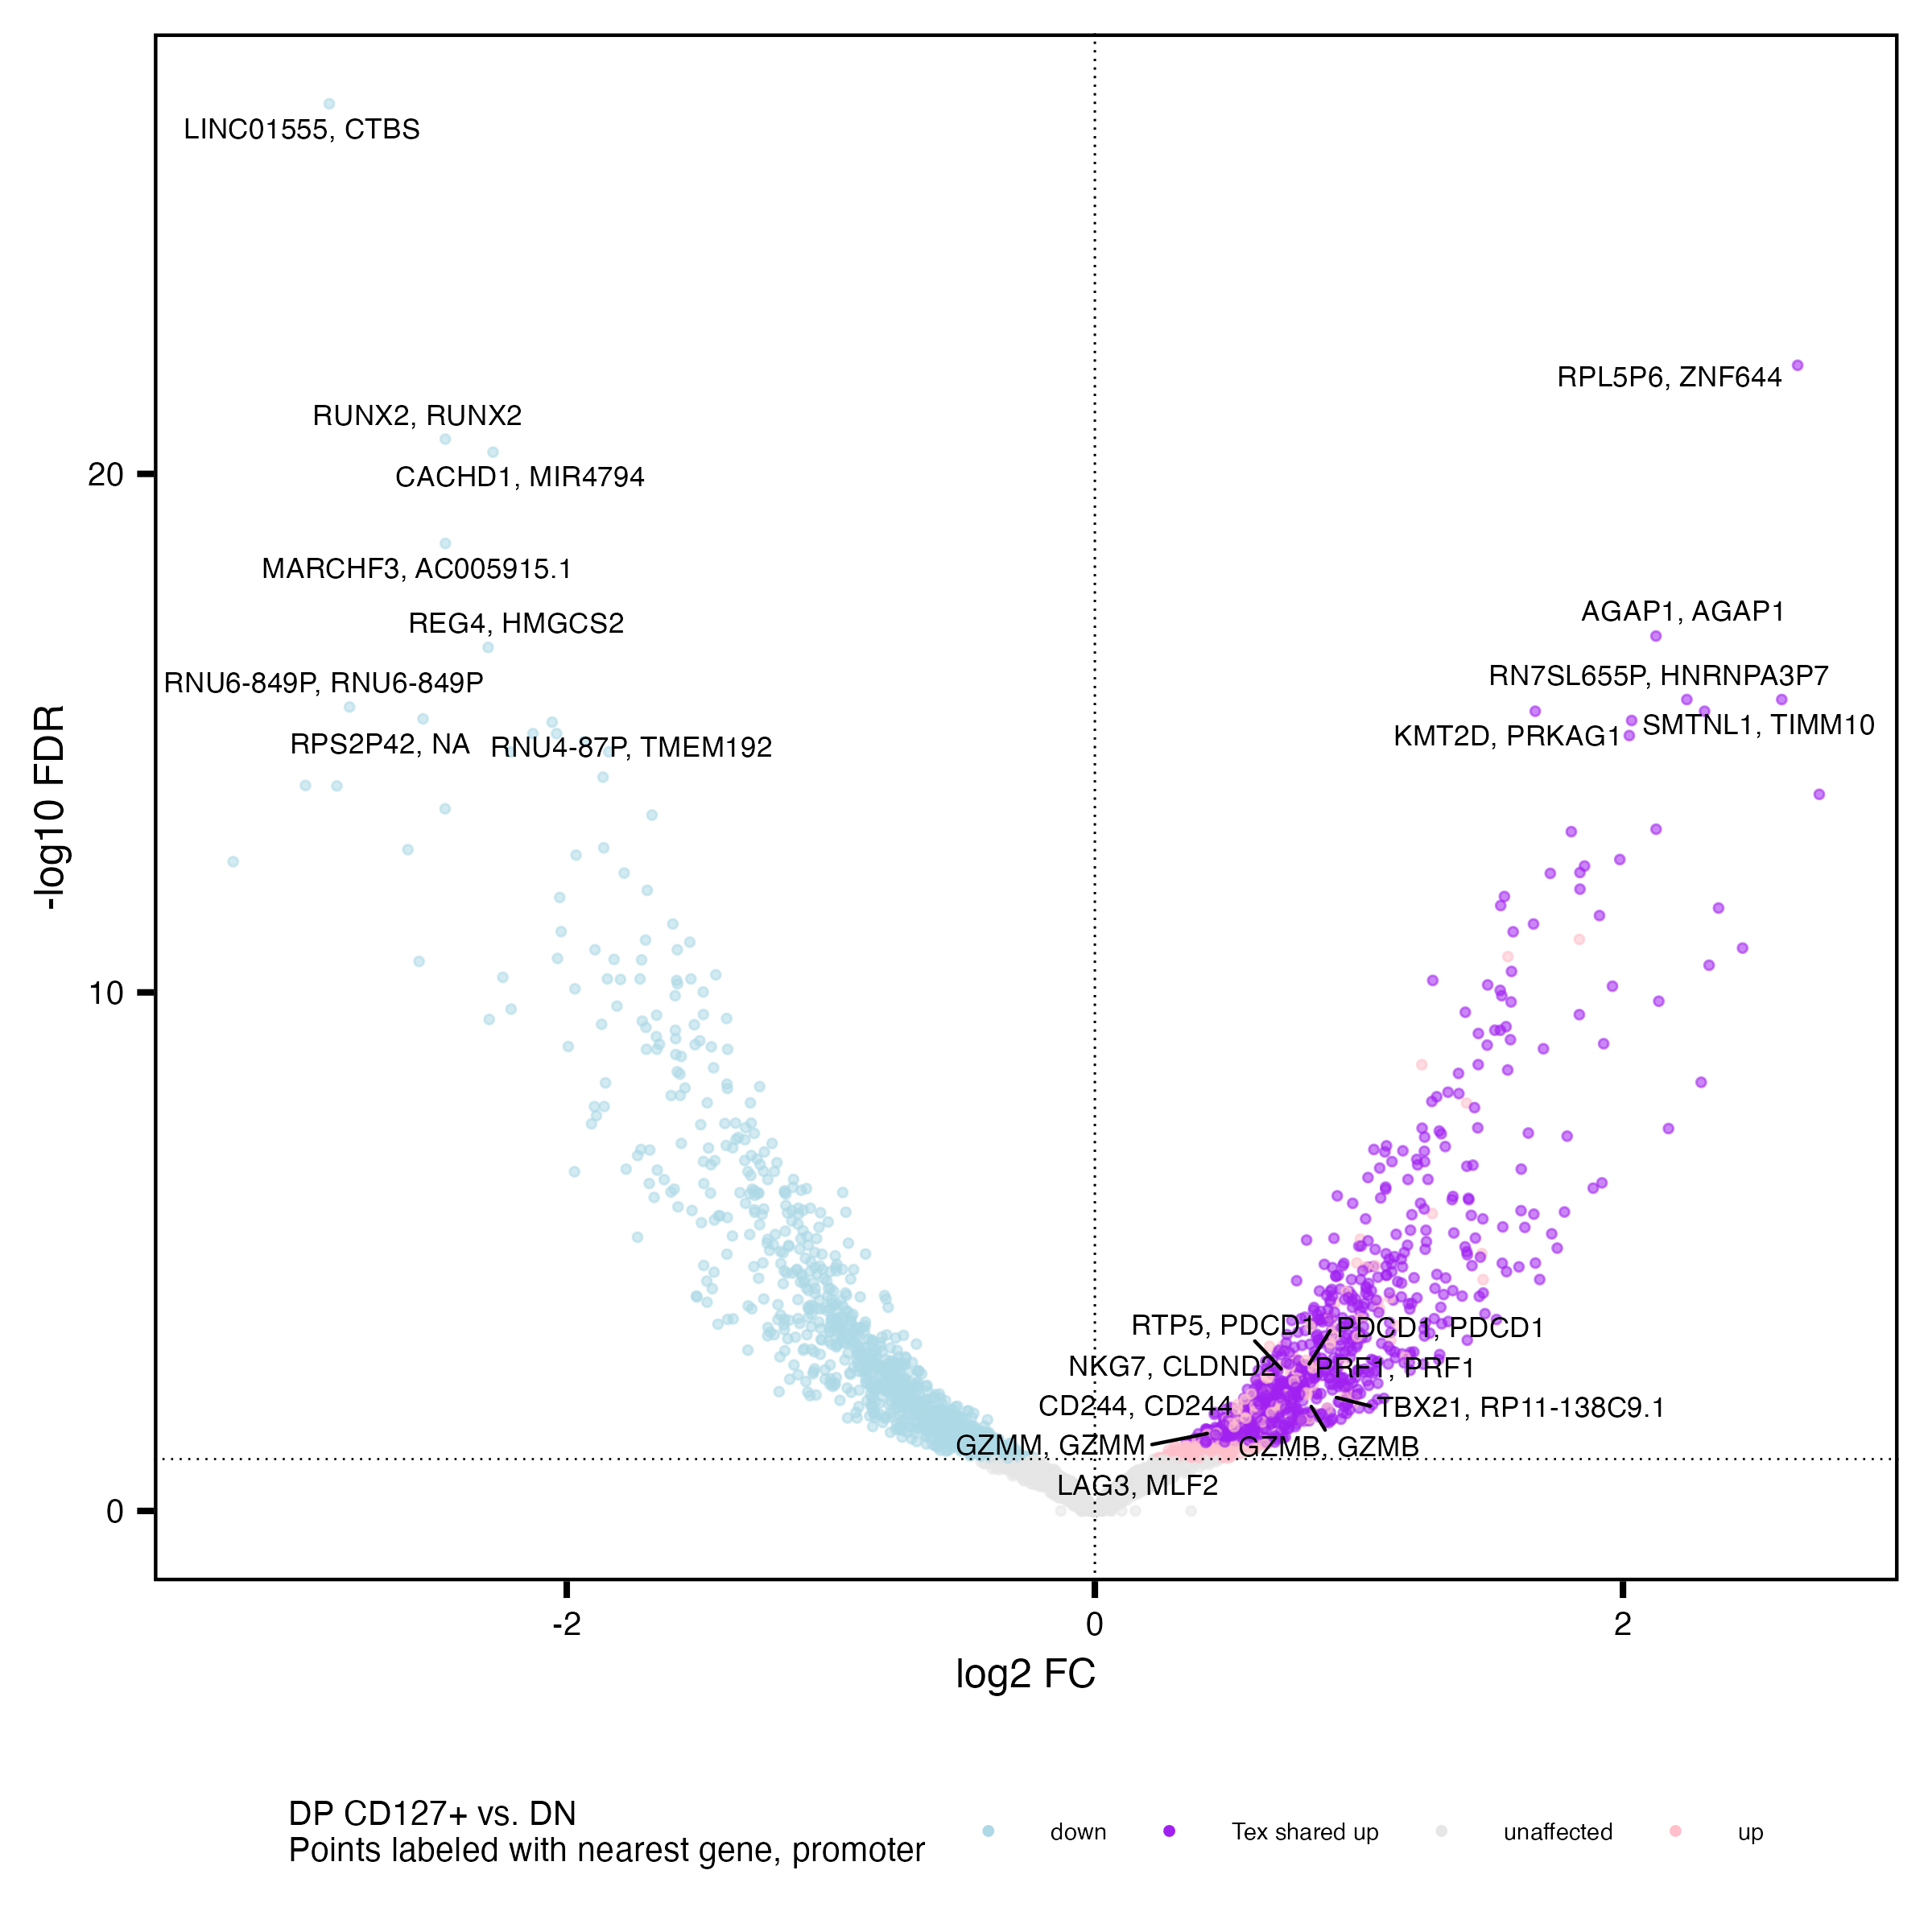 LINC01555, CTBS
RPL5P6, ZNF644
RUNX2, RUNX2
20
CACHD1, MIR4794
MARCHF3, AC005915.1
REG4, HMGCS2
AGAP1, AGAP1
RNU6-849P, RNU6-849P
RN7SL655P, HNRNPA3P7
RPS2P42, NA
RNU4-87P, TMEM192
KMT2D, PRKAG1
SMTNL1, TIMM10
-log10 FDR
10
RTP5, PDCD1
PDCD1, PDCD1
NKG7, CLDND2
PRF1, PRF1
CD244, CD244
TBX21, RP11-138C9.1
GZMM, GZMM
GZMB, GZMB
LAG3, MLF2
0
-2
0
2
log2 FC
DP CD127+ vs. DN
Points labeled with nearest gene, promoter
down
Tex shared up
unaffected
up